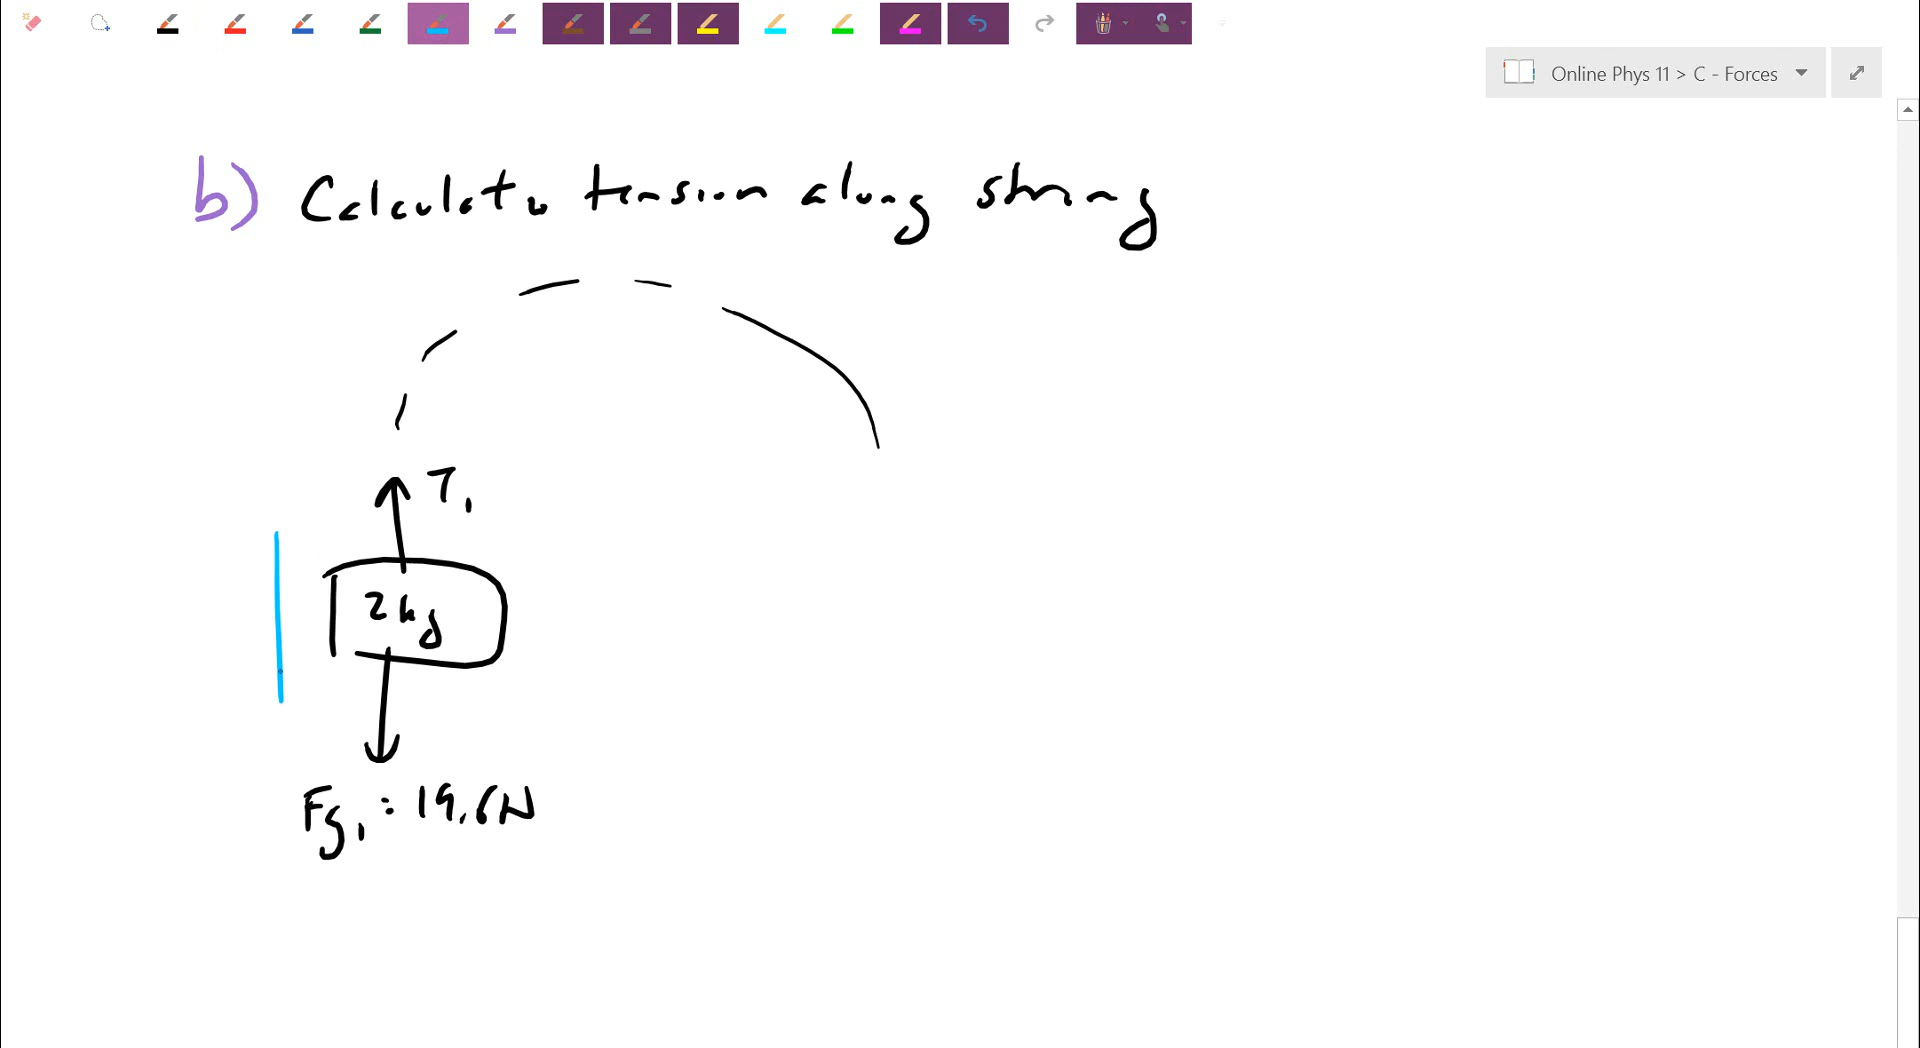 Online Phys 11 > C - Forces
b) Calculate tension along string
T₁
2kg
Fg₁ = 19.6N